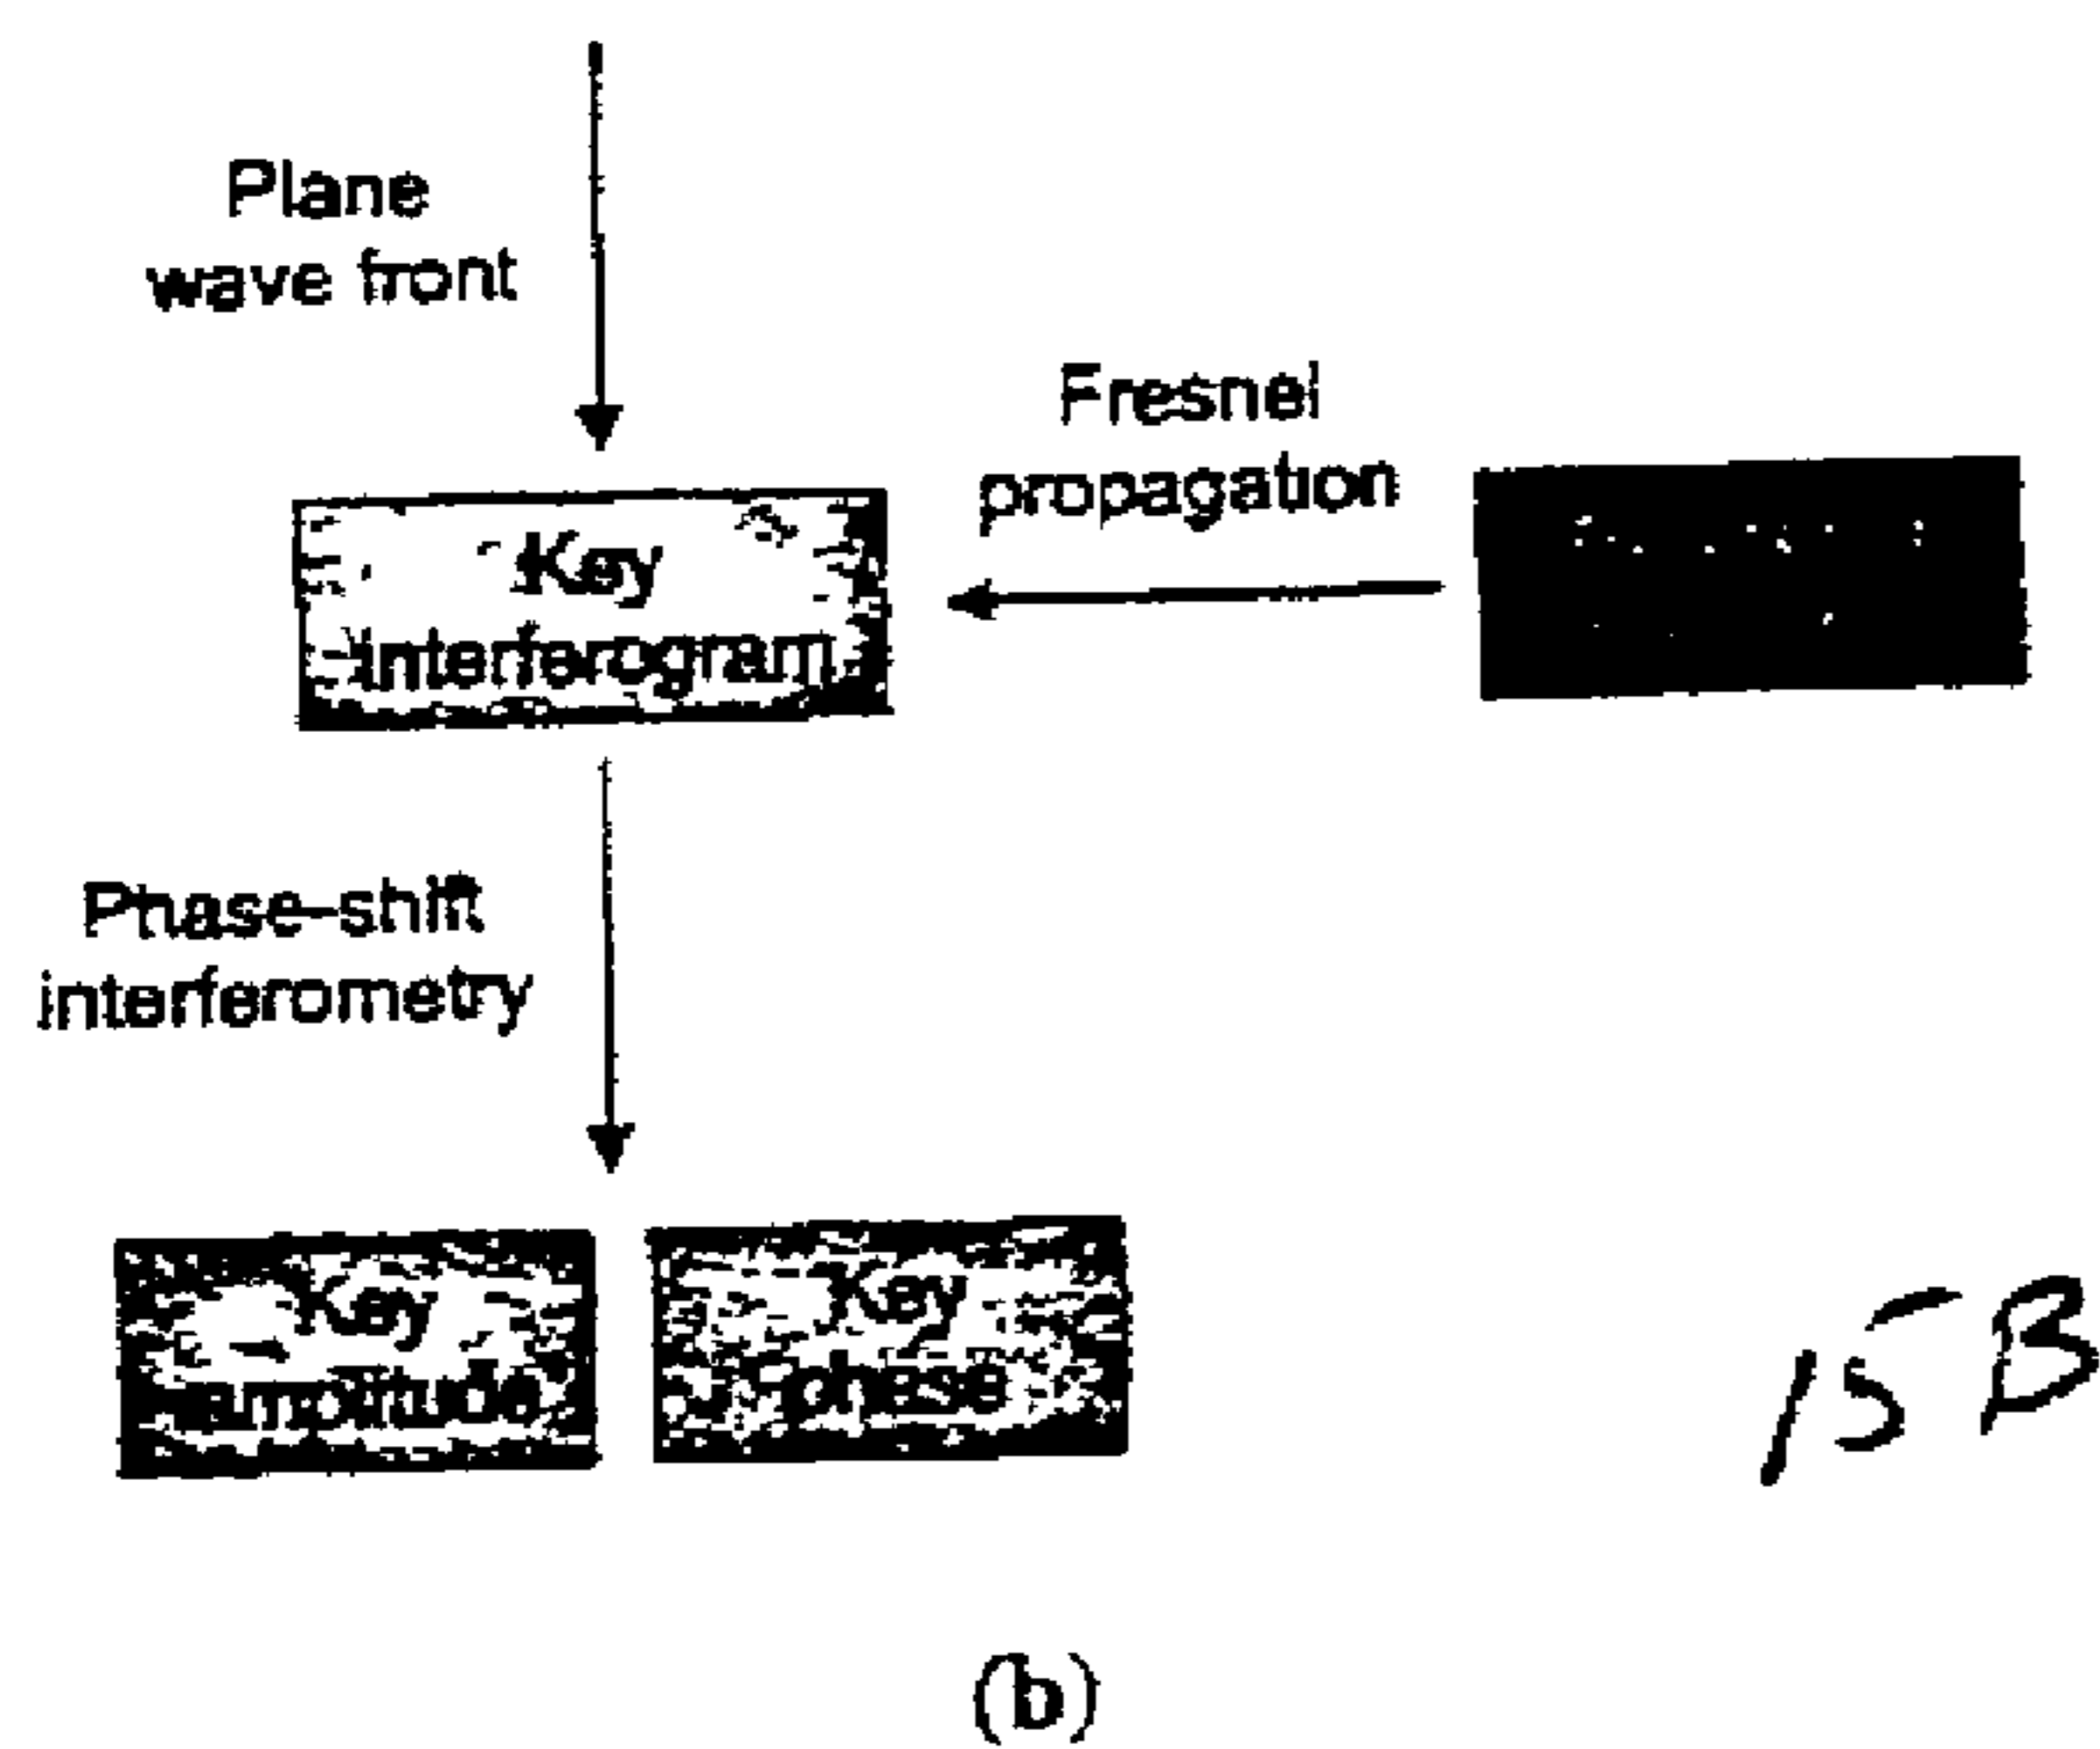 Plane
wave front
Fresnel
propagation
Key
interferogram
Phase-shift
interferometry
Key
amplitude
Key
phase
15B
(b)